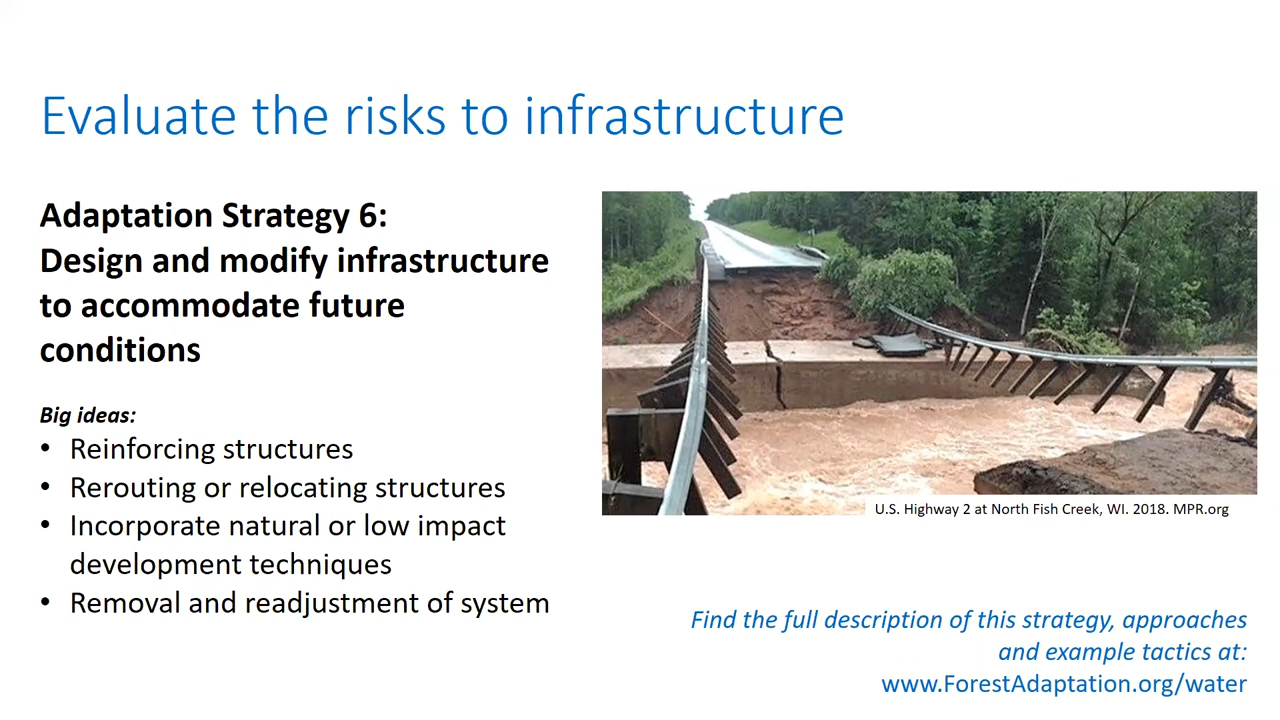 Evaluate the risks to infrastructure
Adaptation Strategy 6:
Design and modify infrastructure
to accommodate future
conditions
Big ideas:
• Reinforcing structures
• Rerouting or relocating structures
• Incorporate natural or low impact
development techniques
• Removal and readjustment of system
U.S. Highway 2 at North Fish Creek, WI. 2018. MPR.org
Find the full description of this strategy, approaches
and example tactics at:
www.ForestAdaptation.org/water